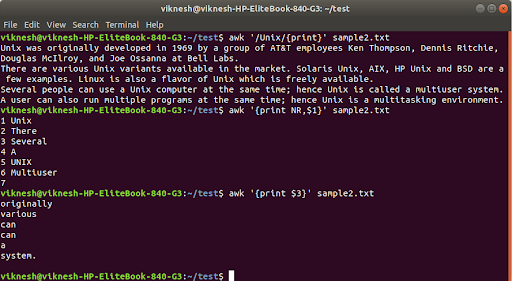 viknesh@viknesh-HP-EliteBook-840-G3: ~/test
File Edit View Search Terminal Help
viknesh@viknesh-HP-EliteBook-840-G3:~/test$ awk '/Unix/{print}' sample2.txt
Unix was originally developed in 1969 by a group of AT&T employees Ken Thompson, Dennis Ritchie,
Douglas McIlroy, and Joe Ossanna at Bell Labs.
There are various Unix variants available in the market. Solaris Unix, AIX, HP Unix and BSD are a
 few examples. Linux is also a flavor of Unix which is freely available.
Several people can use a Unix computer at the same time; hence Unix is called a multiuser system.
A user can also run multiple programs at the same time; hence Unix is a multitasking environment.
viknesh@viknesh-HP-EliteBook-840-G3:~/test$ awk '{print NR,$1}' sample2.txt
1 Unix
2 There
3 Several
4 A
5 UNIX
6 Multiuser
7
viknesh@viknesh-HP-EliteBook-840-G3:~/test$ awk '{print $3}' sample2.txt
originally
various
can
can
a
system.
viknesh@viknesh-HP-EliteBook-840-G3:~/test$